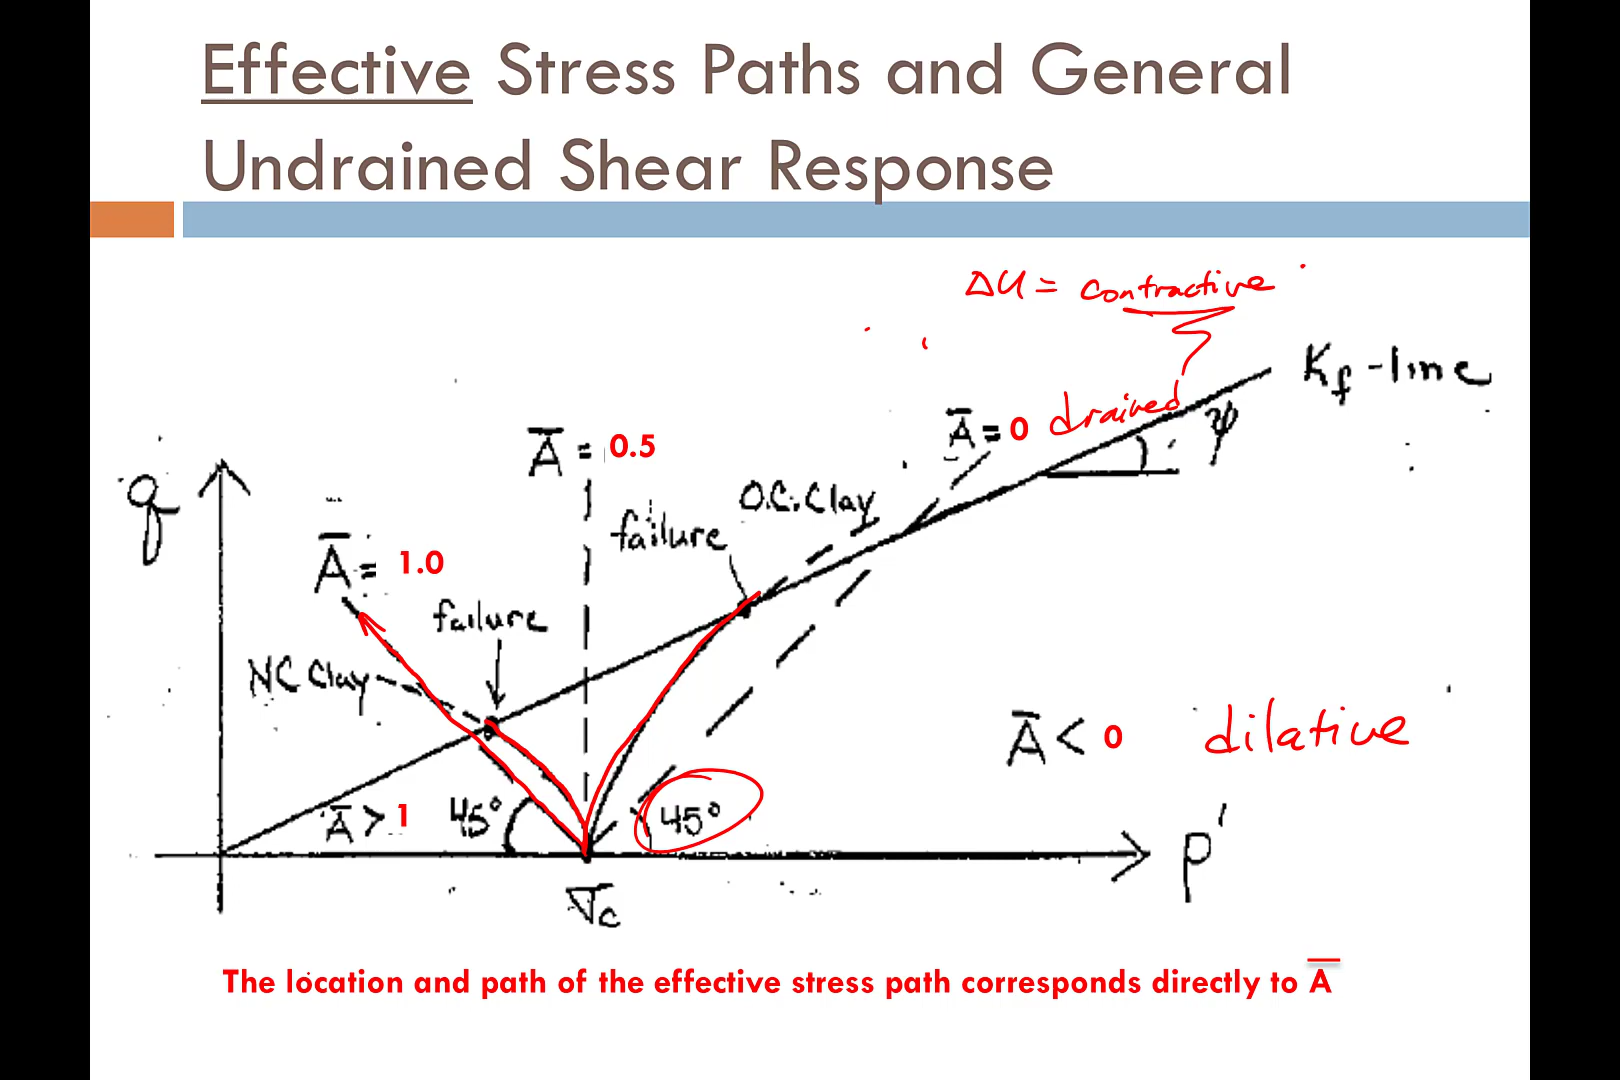 Effective Stress Paths and General
Undrained Shear Response
ΔU = contractive
Kf-line
Ā = 0 drained
ψ
Ā = 0.5
q
O.C. Clay
failure
Ā = 1.0
failure
NC Clay
Ā < 0 dilative
Ā > 1
45°
45°
p'
σ̄c
The location and path of the effective stress path corresponds directly to Ā